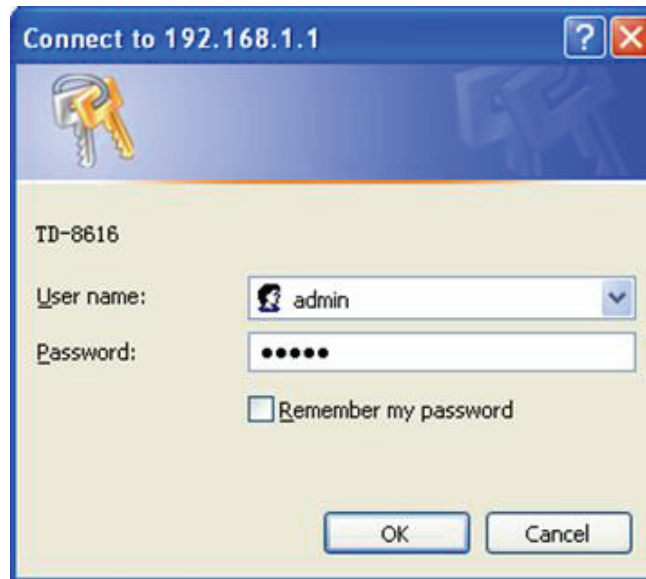 Connect to 192.168.1.1
TD-8616
User name:
admin
Password:
•••••
Remember my password
OK
Cancel